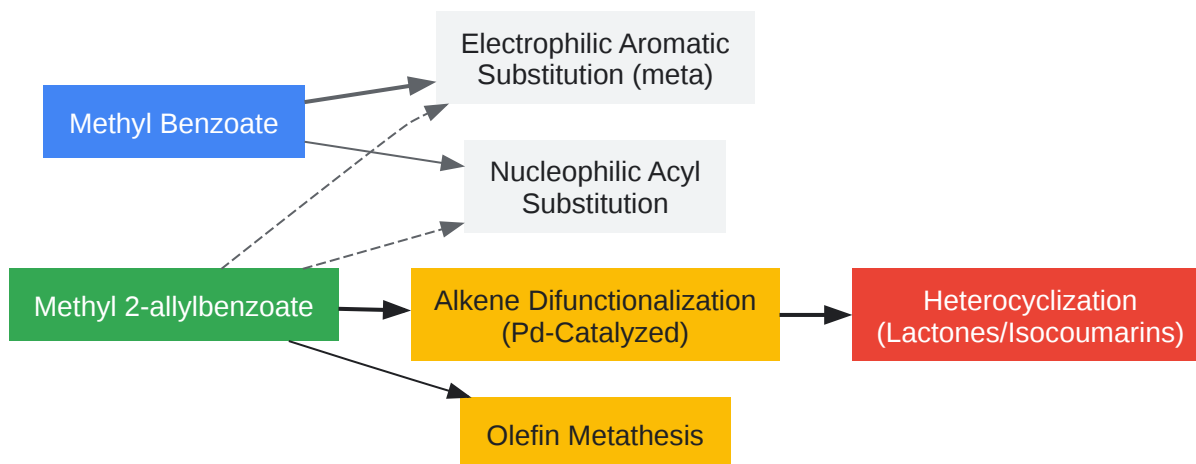 Electrophilic Aromatic
Substitution (meta)
Methyl Benzoate
Nucleophilic Acyl
Substitution
Methyl 2-allylbenzoate
Alkene Difunctionalization
(Pd-Catalyzed)
Heterocyclization
(Lactones/Isocoumarins)
Olefin Metathesis